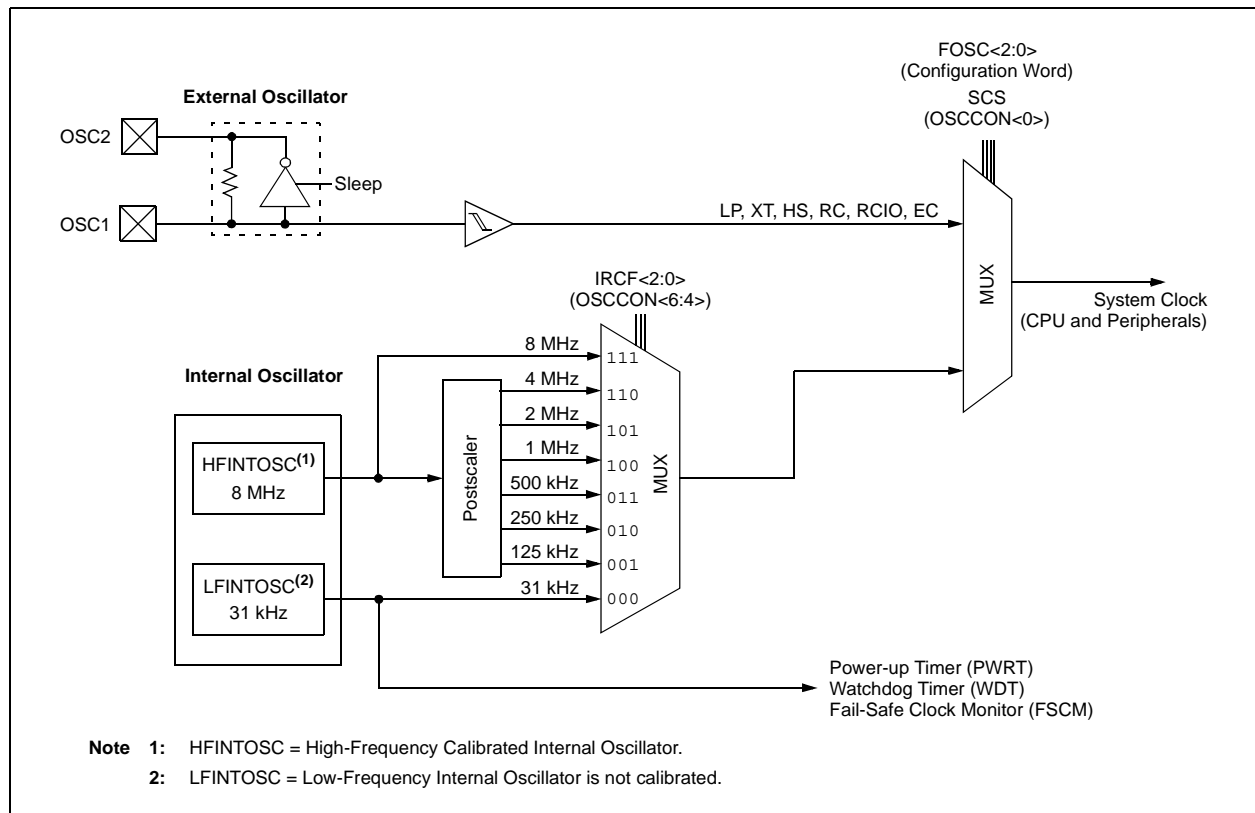 FOSC<2:0>
(Configuration Word)
SCS
(OSCCON<0>)
External Oscillator
OSC2
Sleep
OSC1
LP, XT, HS, RC, RCIO, EC
MUX
System Clock
(CPU and Peripherals)
IRCF<2:0>
(OSCCON<6:4>)
Internal Oscillator
HFINTOSC(1)
8 MHz
LFINTOSC(2)
31 kHz
Postscaler
8 MHz
4 MHz
2 MHz
1 MHz
500 kHz
250 kHz
125 kHz
31 kHz
111
110
101
100
011
010
001
000
MUX
Power-up Timer (PWRT)
Watchdog Timer (WDT)
Fail-Safe Clock Monitor (FSCM)
Note 1: HFINTOSC = High-Frequency Calibrated Internal Oscillator.
2: LFINTOSC = Low-Frequency Internal Oscillator is not calibrated.